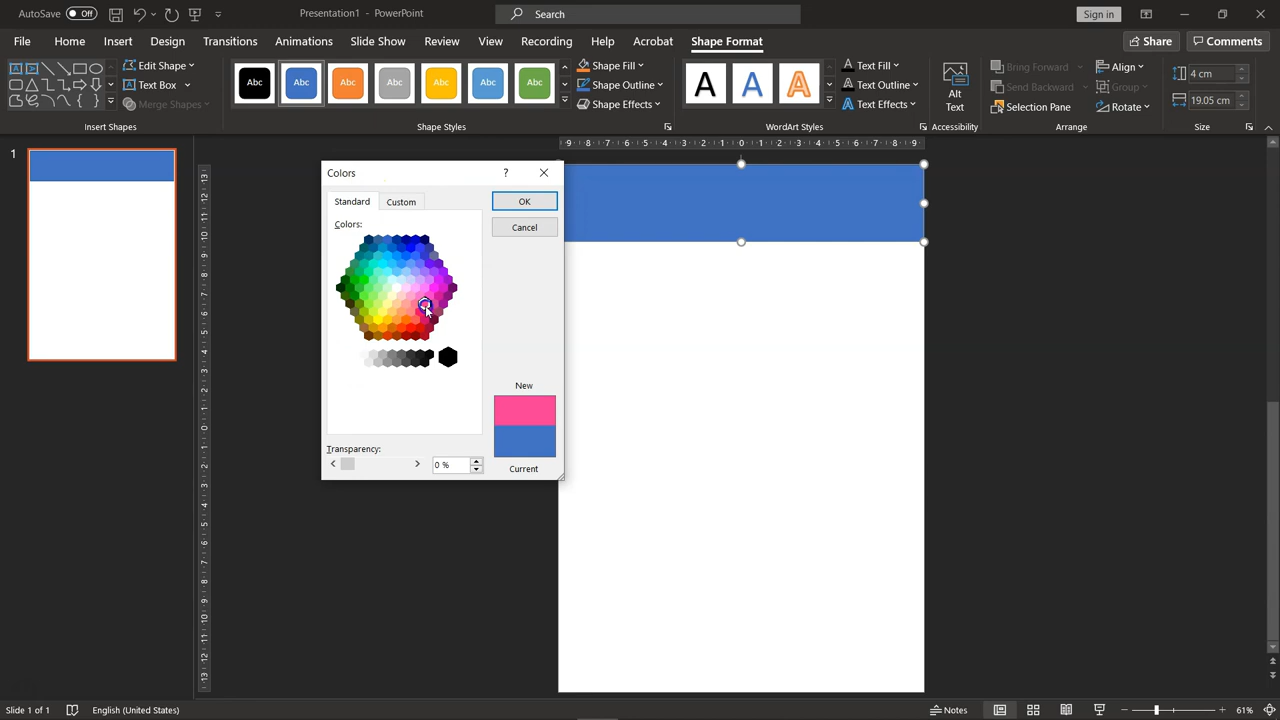 AutoSave Off
Presentation1 - PowerPoint
Search
Sign in
File Home Insert Design Transitions Animations Slide Show Review View Recording Help Acrobat Shape Format
Share Comments
Edit Shape
Text Box
Merge Shapes
Insert Shapes
Abc Abc Abc Abc Abc Abc Abc
Shape Fill
Shape Outline
Shape Effects
Shape Styles
A A A
A Text Fill
A Text Outline
A Text Effects
WordArt Styles
Alt
Text
Accessibility
Bring Forward
Send Backward
Selection Pane
Align
Group
Rotate
Arrange
4 cm
19.05 cm
Size
1
Colors
?
Standard Custom
OK
Cancel
Colors:
New
Current
Transparency:
0 %
Slide 1 of 1
English (United States)
Notes
61%